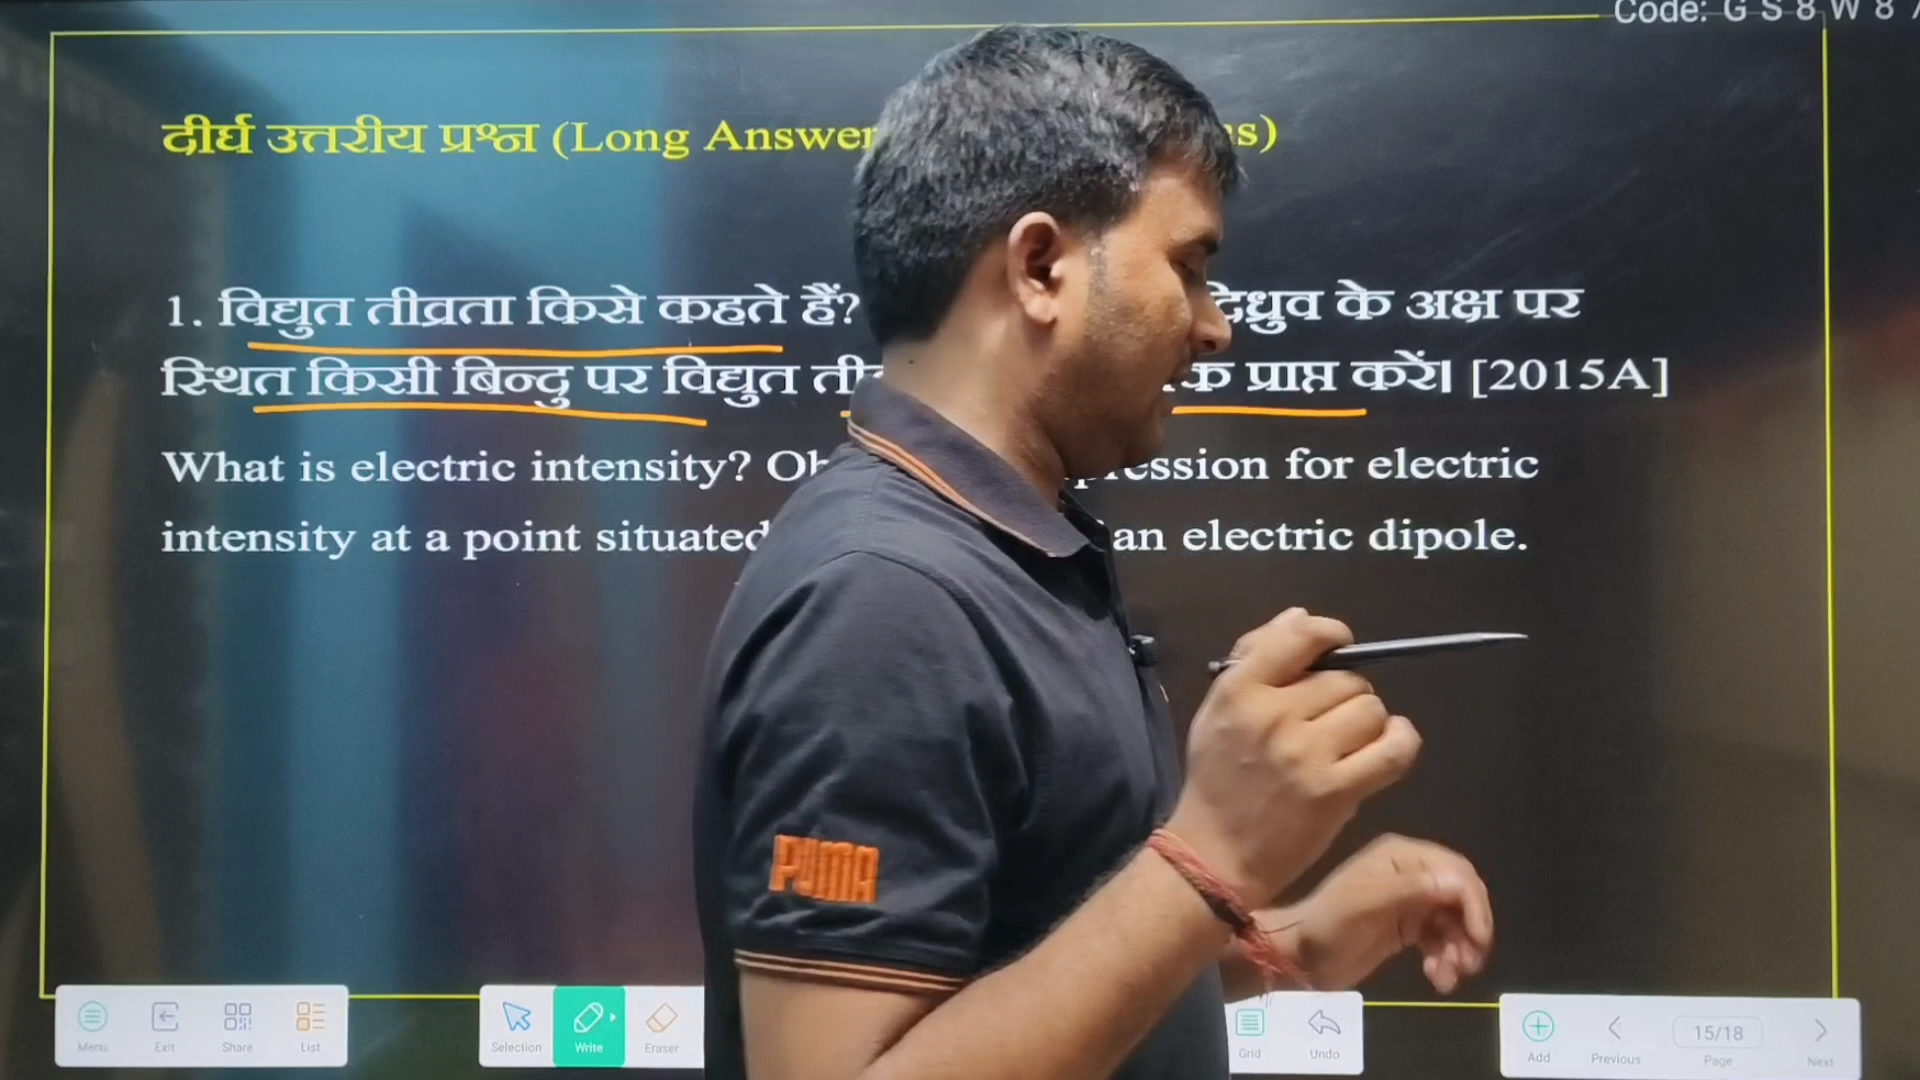 Code: G S 8 W 8
दीर्घ उत्तरीय प्रश्न (Long Answer
1. विद्युत तीव्रता किसे कहते हैं? के अक्ष पर
स्थित किसी बिन्दु पर विद्युत प्राप्त करें। [2015A]
What is electric intensity? for electric
intensity at a point situated an electric dipole.
PUMA
Menu
Exit
Share
List
Selection
Write
Eraser
Grid
Undo
Add
Previous
15/18
Page
Next